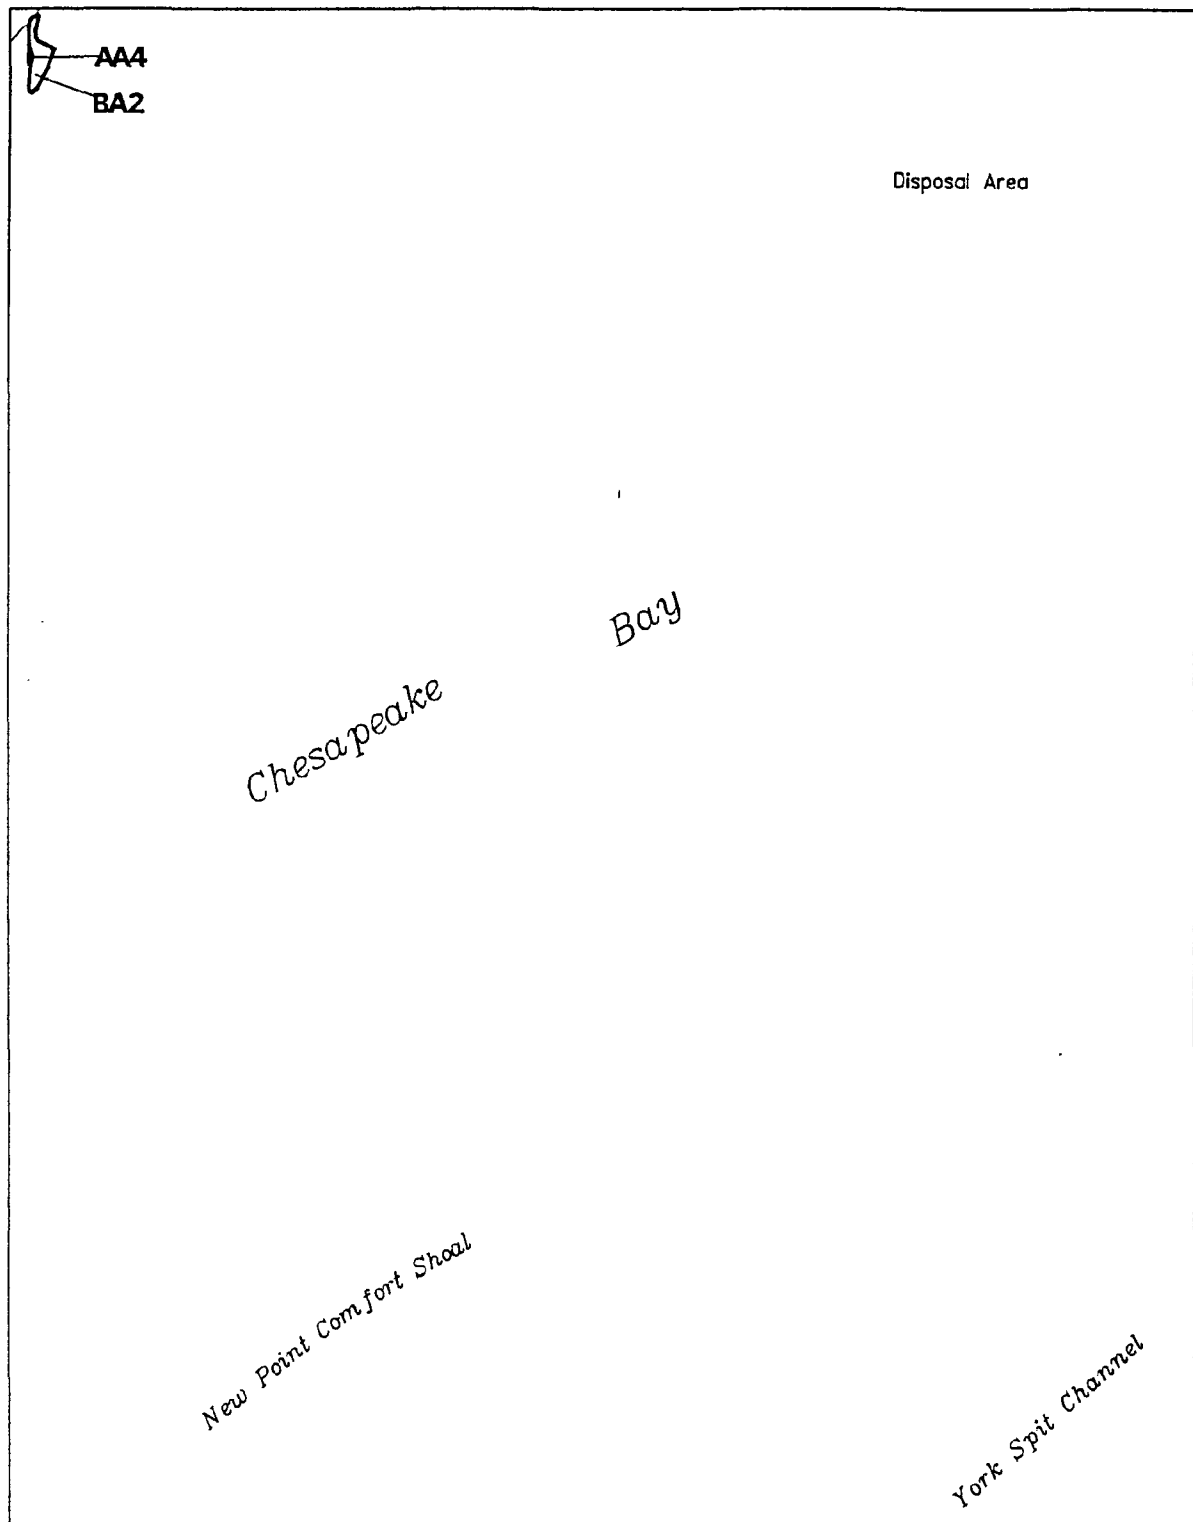 AA4
BA2
Disposal Area
Chesapeake Bay
New Point Comfort Shoal
York Spit Channel